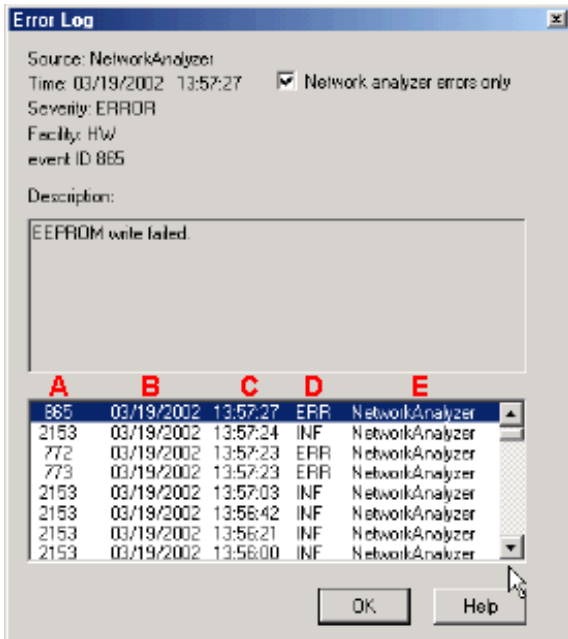 Error Log
Source: NetworkAnalyzer
Time: 03/19/2002 13:57:27
Network analyzer errors only
Severity: ERROR
Facility: HW
event ID 865
Description:
EEPROM write failed.
A B C D E
865 03/19/2002 13:57:27 ERR NetworkAnalyzer
2153 03/19/2002 13:57:24 INF NetworkAnalyzer
772 03/19/2002 13:57:23 ERR NetworkAnalyzer
773 03/19/2002 13:57:23 ERR NetworkAnalyzer
2153 03/19/2002 13:57:03 INF NetworkAnalyzer
2153 03/19/2002 13:56:42 INF NetworkAnalyzer
2153 03/19/2002 13:56:21 INF NetworkAnalyzer
2153 03/19/2002 13:56:00 INF NetworkAnalyzer
OK Help